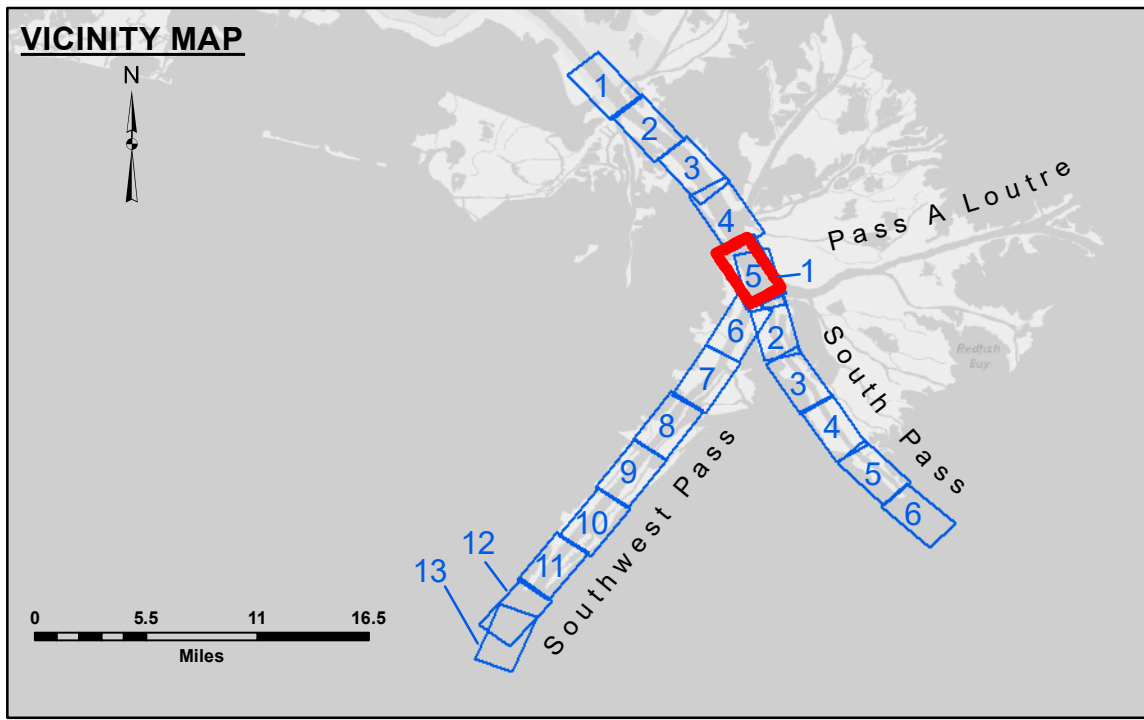 VICINITY MAP
N
1
2
3
4
5
1
Pass A Loutre
6
2
South Pass
Redfish
Bay
7
3
8
4
9
5
10
6
11
12
13
Southwest Pass
0 5.5 11 16.5
Miles